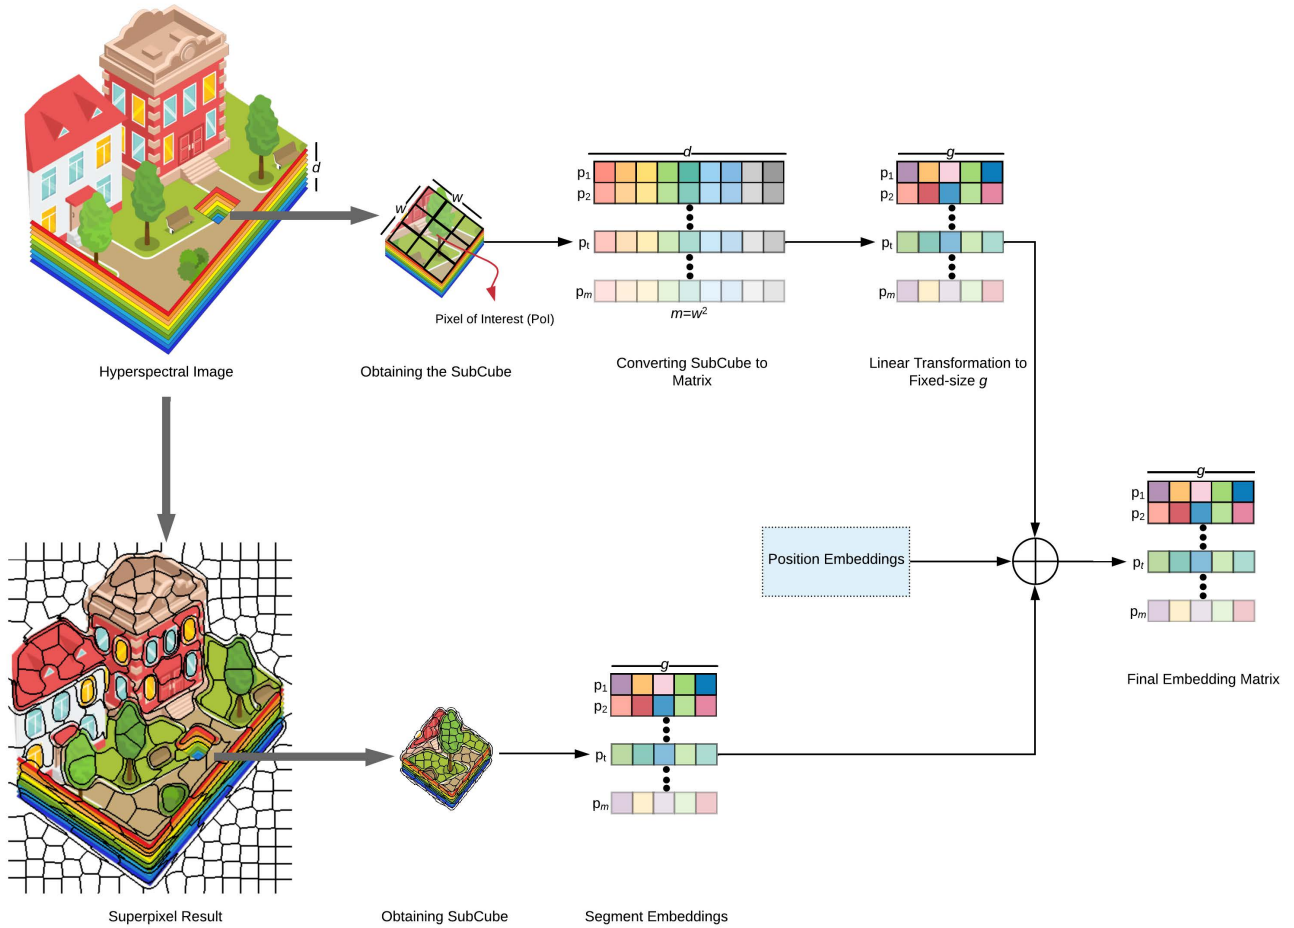 d
w
w
Pixel of Interest (PoI)
d
p1
p2
pt
pm
m=w²
g
p1
p2
pt
pm
Hyperspectral Image
Obtaining the SubCube
Converting SubCube to
Matrix
Linear Transformation to
Fixed-size g
Position Embeddings
g
p1
p2
pt
pm
Final Embedding Matrix
g
p1
p2
pt
pm
Superpixel Result
Obtaining SubCube
Segment Embeddings